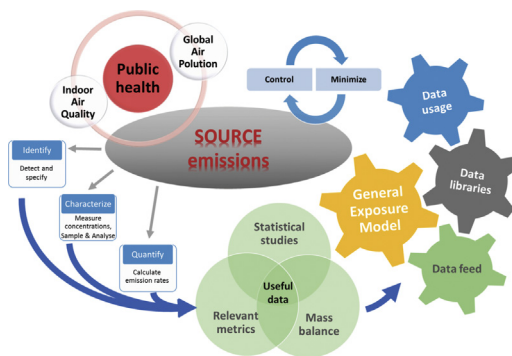 Global
Air
Polution
Public
health
Indoor
Air
Quality
Control
Minimize
Data
usage
SOURCE
emissions
Identify
Detect and
specify
Data
libraries
Characterize
Measure
concentrations,
Sample & Analyse
General
Exposure
Model
Statistical
studies
Quantify
Calculate
emission rates
Data feed
Useful
data
Relevant
metrics
Mass
balance